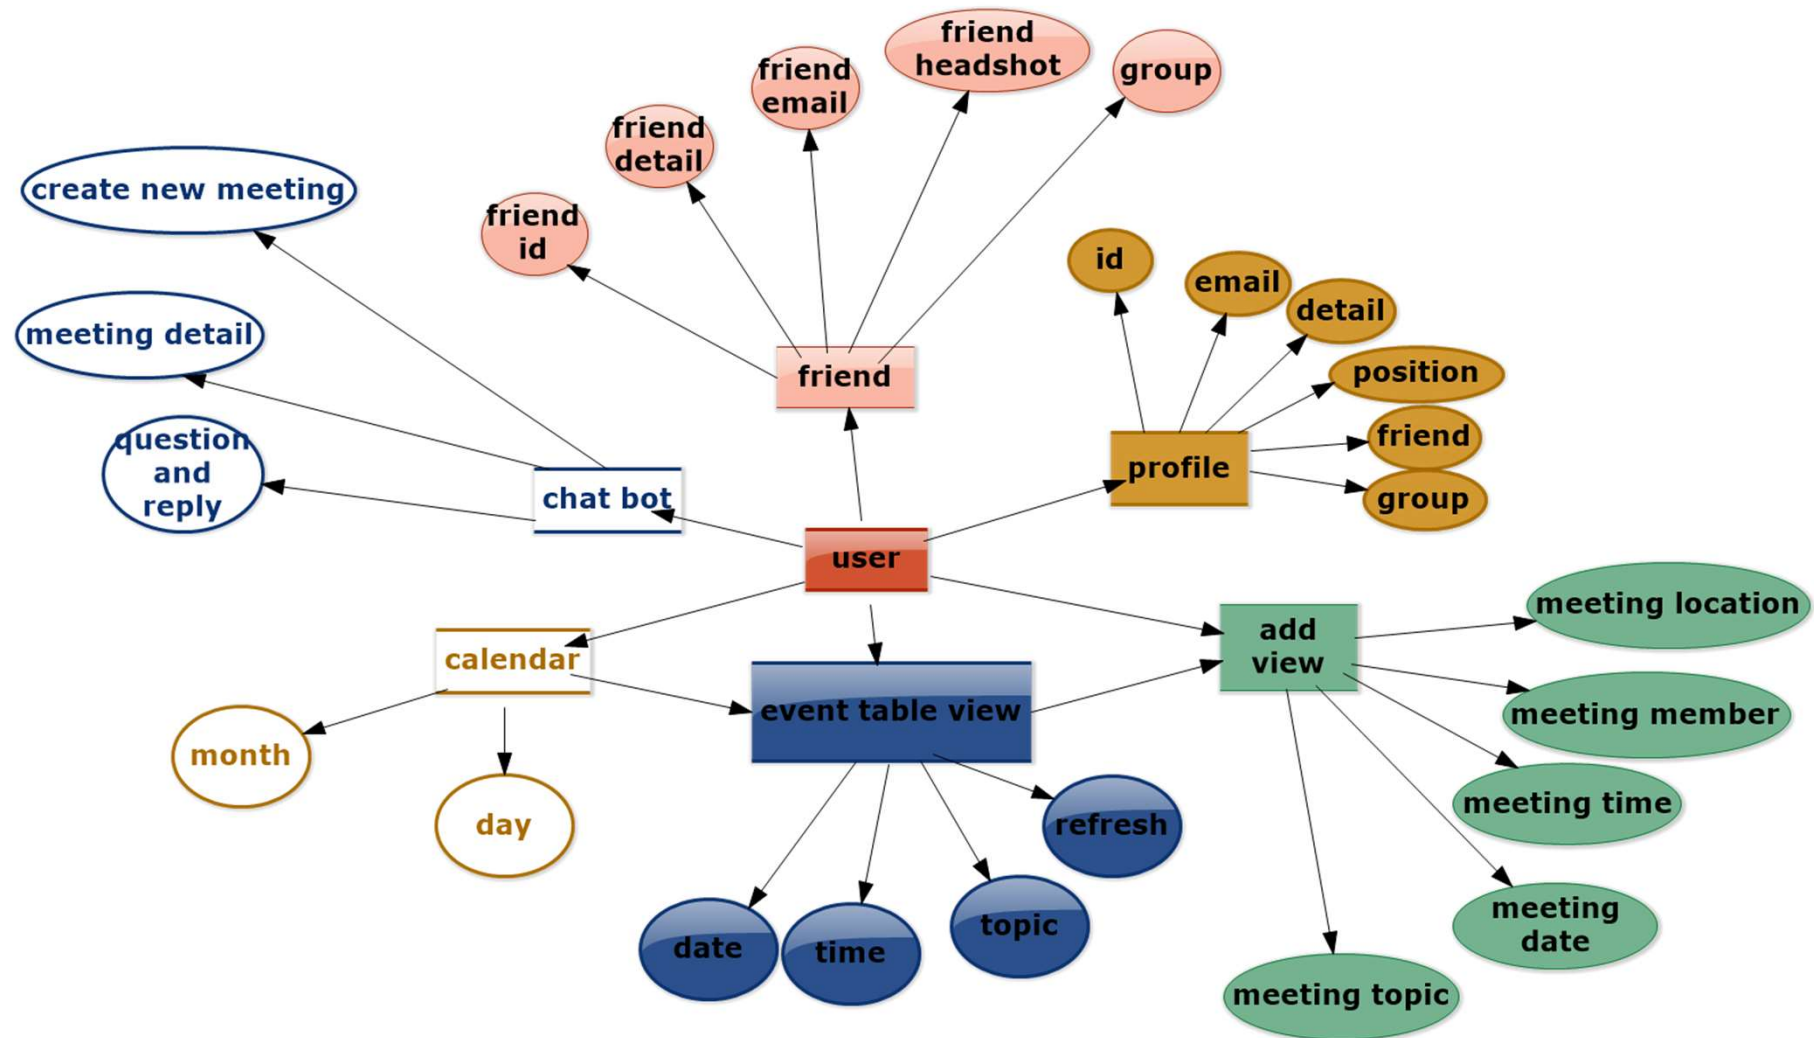 friend
headshot
group
friend
email
friend
detail
create new meeting
friend
id
id
email
detail
meeting detail
friend
position
question
and
reply
friend
profile
chat bot
group
user
meeting location
add
view
calendar
event table view
meeting member
month
meeting time
day
refresh
meeting
date
topic
date
time
meeting topic